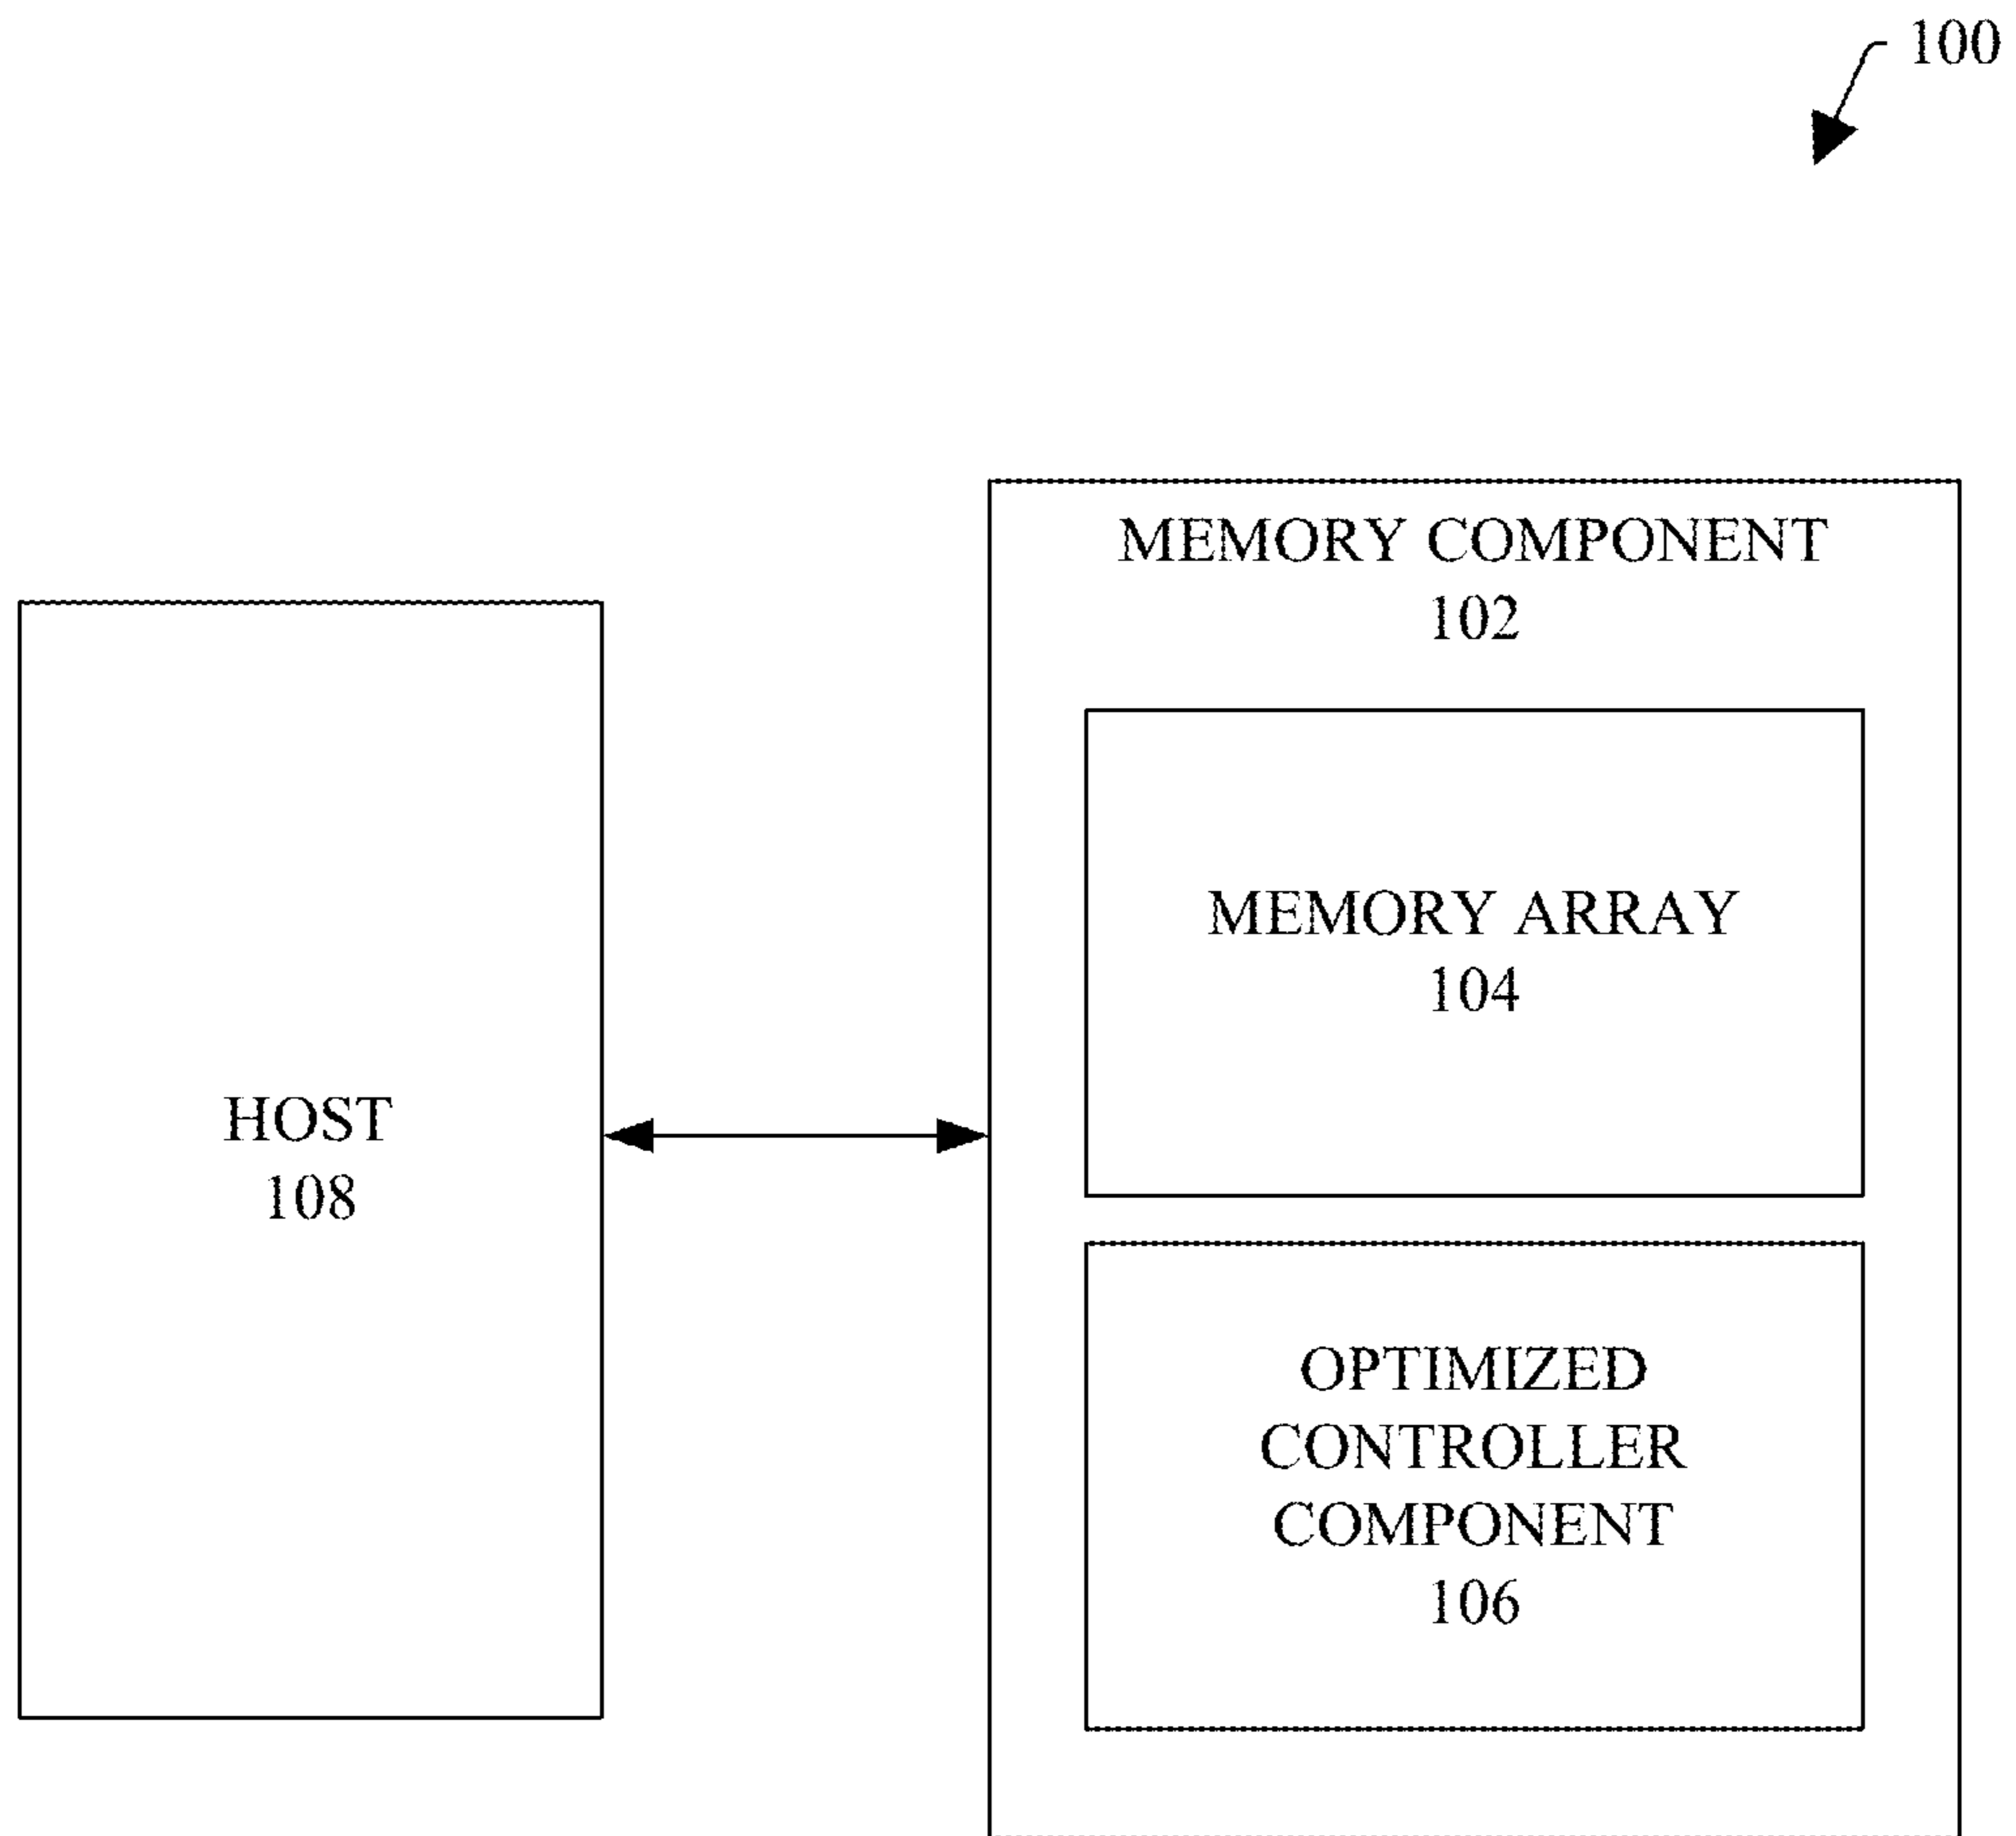 100
MEMORY COMPONENT
102
MEMORY ARRAY
104
HOST
108
OPTIMIZED
CONTROLLER
COMPONENT
106